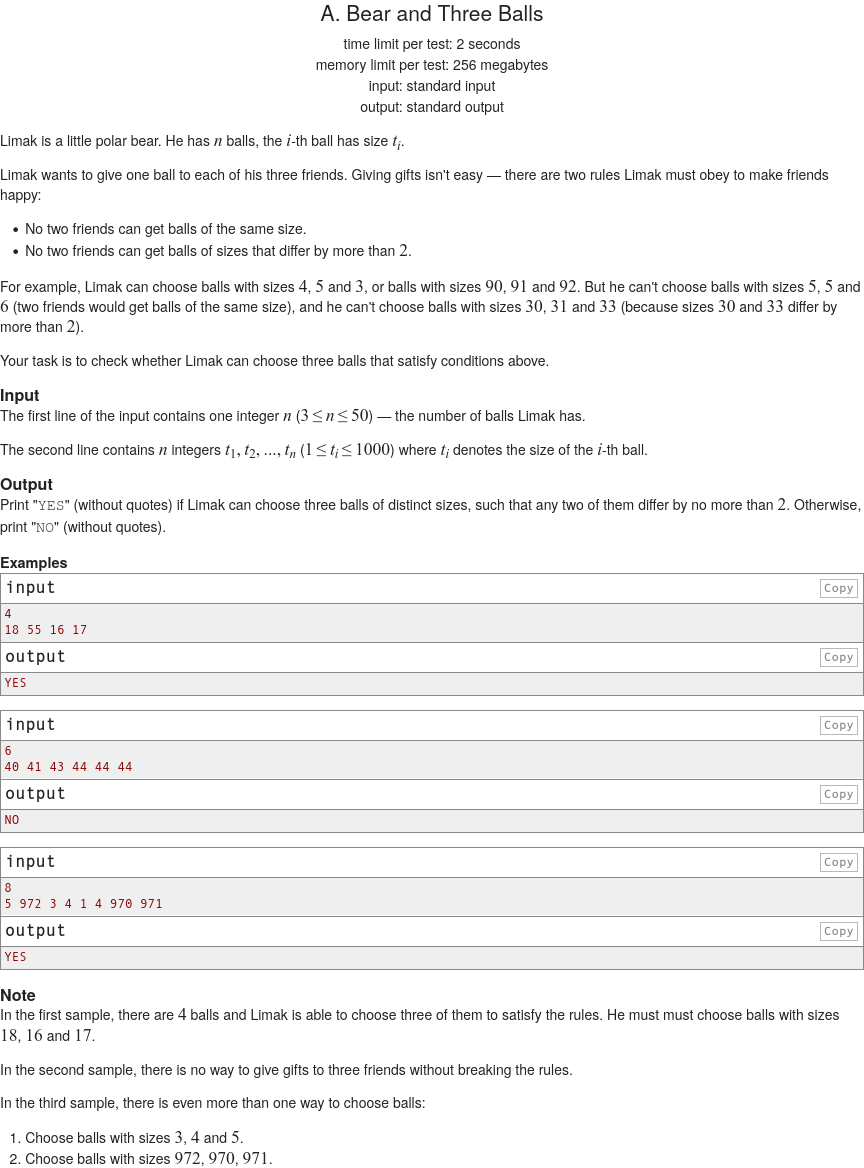 A. Bear and Three Balls
time limit per test: 2 seconds
memory limit per test: 256 megabytes
input: standard input
output: standard output
Limak is a little polar bear. He has n balls, the i-th ball has size t_i.
Limak wants to give one ball to each of his three friends. Giving gifts isn't easy — there are two rules Limak must obey to make friends
happy:
• No two friends can get balls of the same size.
• No two friends can get balls of sizes that differ by more than 2.
For example, Limak can choose balls with sizes 4, 5 and 3, or balls with sizes 90, 91 and 92. But he can't choose balls with sizes 5, 5 and
6 (two friends would get balls of the same size), and he can't choose balls with sizes 30, 31 and 33 (because sizes 30 and 33 differ by
more than 2).
Your task is to check whether Limak can choose three balls that satisfy conditions above.
Input
The first line of the input contains one integer n (3 ≤ n ≤ 50) — the number of balls Limak has.
The second line contains n integers t_1, t_2, ..., t_n (1 ≤ t_i ≤ 1000) where t_i denotes the size of the i-th ball.
Output
Print "YES" (without quotes) if Limak can choose three balls of distinct sizes, such that any two of them differ by no more than 2. Otherwise,
print "NO" (without quotes).
Examples
input Copy
4
18 55 16 17
output Copy
YES
input Copy
6
40 41 43 44 44 44
output Copy
NO
input Copy
8
5 972 3 4 1 4 970 971
output Copy
YES
Note
In the first sample, there are 4 balls and Limak is able to choose three of them to satisfy the rules. He must must choose balls with sizes
18, 16 and 17.
In the second sample, there is no way to give gifts to three friends without breaking the rules.
In the third sample, there is even more than one way to choose balls:
1. Choose balls with sizes 3, 4 and 5.
2. Choose balls with sizes 972, 970, 971.